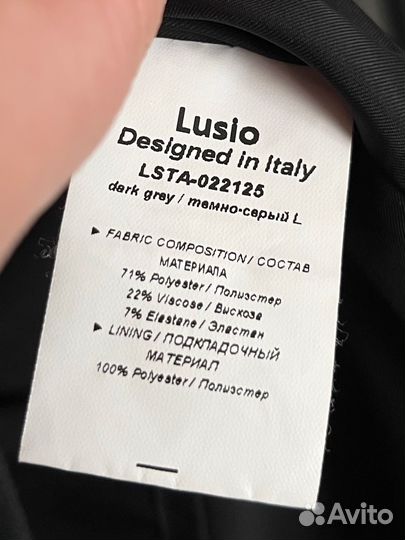 Lusio
Designed in Italy
LSTA-022125
dark grey / темно-серый L
► FABRIC COMPOSITION / СОСТАВ
МАТЕРИАЛА
71% Polyester / Полиэстер
22% Viscose / Вискоза
7% Elastane / Эластан
► LINING / ПОДКЛАДОЧНЫЙ
МАТЕРИАЛ
100% Polyester / Полиэстер
Avito